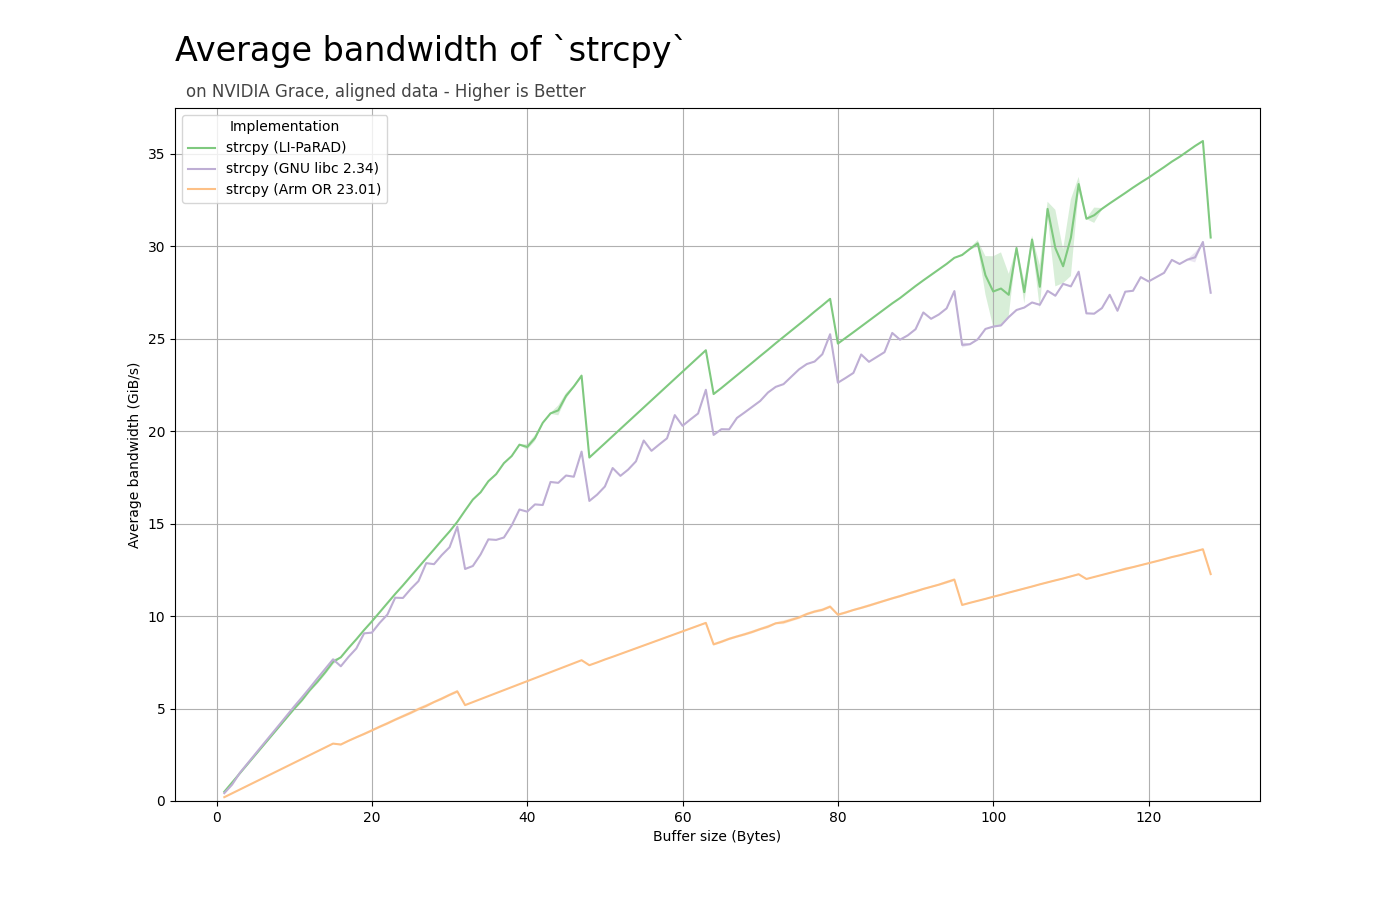 Average bandwidth of `strcpy`
on NVIDIA Grace, aligned data - Higher is Better
Implementation
strcpy (LI-PaRAD)
strcpy (GNU libc 2.34)
strcpy (Arm OR 23.01)
35
30
25
20
15
10
5
0
Average bandwidth (GiB/s)
0 20 40 60 80 100 120
Buffer size (Bytes)